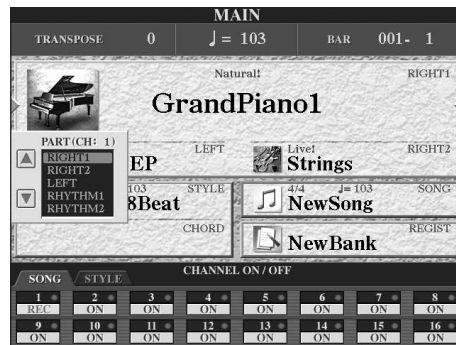 MAIN
TRANSPOSE 0 ♩= 103 BAR 001- 1
Natural! RIGHT1
GrandPiano1
PART(CH: 1)
RIGHT1
RIGHT2
LEFT
RHYTHM1
RHYTHM2
LEFT
EP
Live! RIGHT2
Strings
103 STYLE
8Beat
4/4 ♩= 103 SONG
NewSong
CHORD
REGIST
NewBank
SONG STYLE CHANNEL ON / OFF
1 2 3 4 5 6 7 8
REC ON ON ON ON ON ON ON
9 10 11 12 13 14 15 16
ON ON ON ON ON ON ON ON